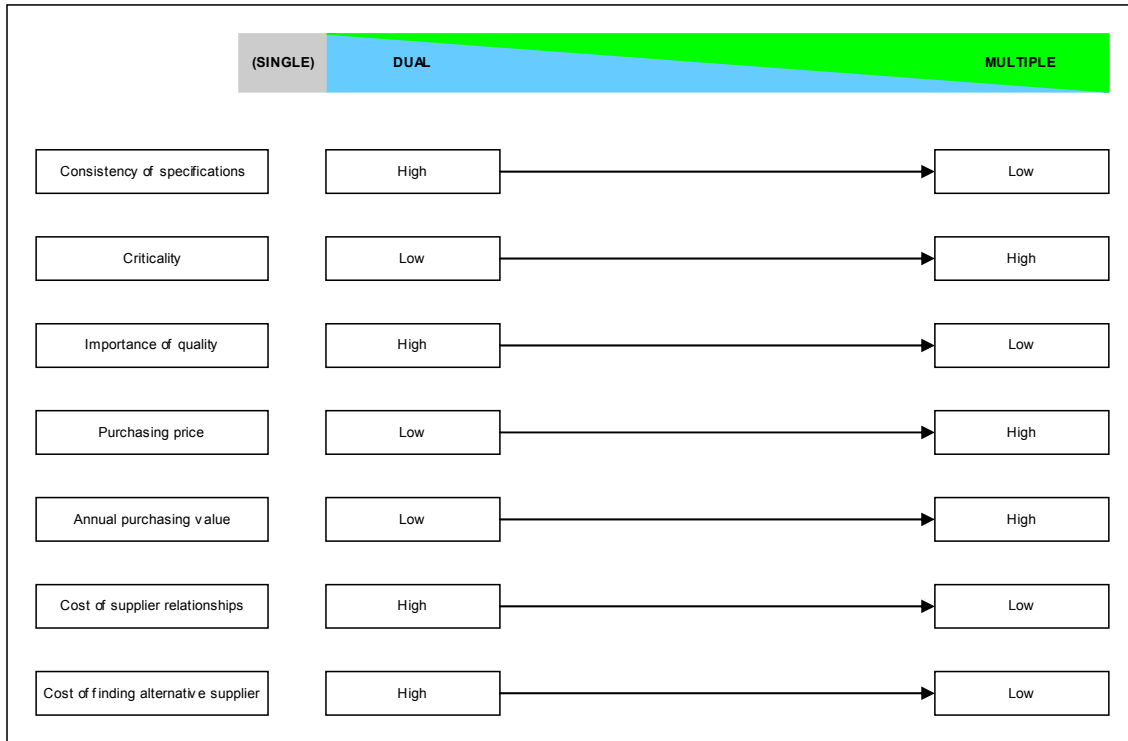 (SINGLE) DUAL MULTIPLE
Consistency of specifications High Low
Criticality Low High
Importance of quality High Low
Purchasing price Low High
Annual purchasing value Low High
Cost of supplier relationships High Low
Cost of finding alternative supplier High Low